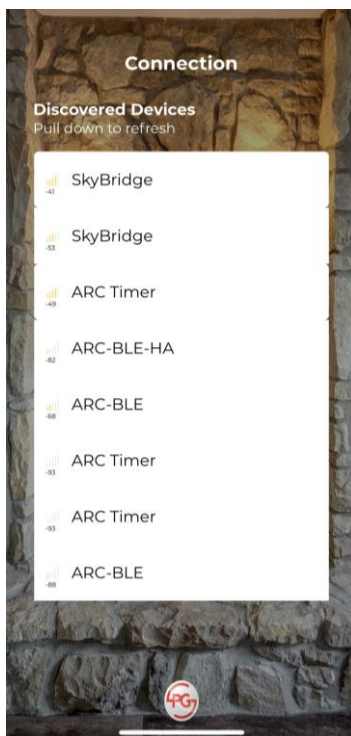 Connection
Discovered Devices
Pull down to refresh
SkyBridge
-41
SkyBridge
-53
ARC Timer
-49
ARC-BLE-HA
-82
ARC-BLE
-68
ARC Timer
-93
ARC Timer
-93
ARC-BLE
-88